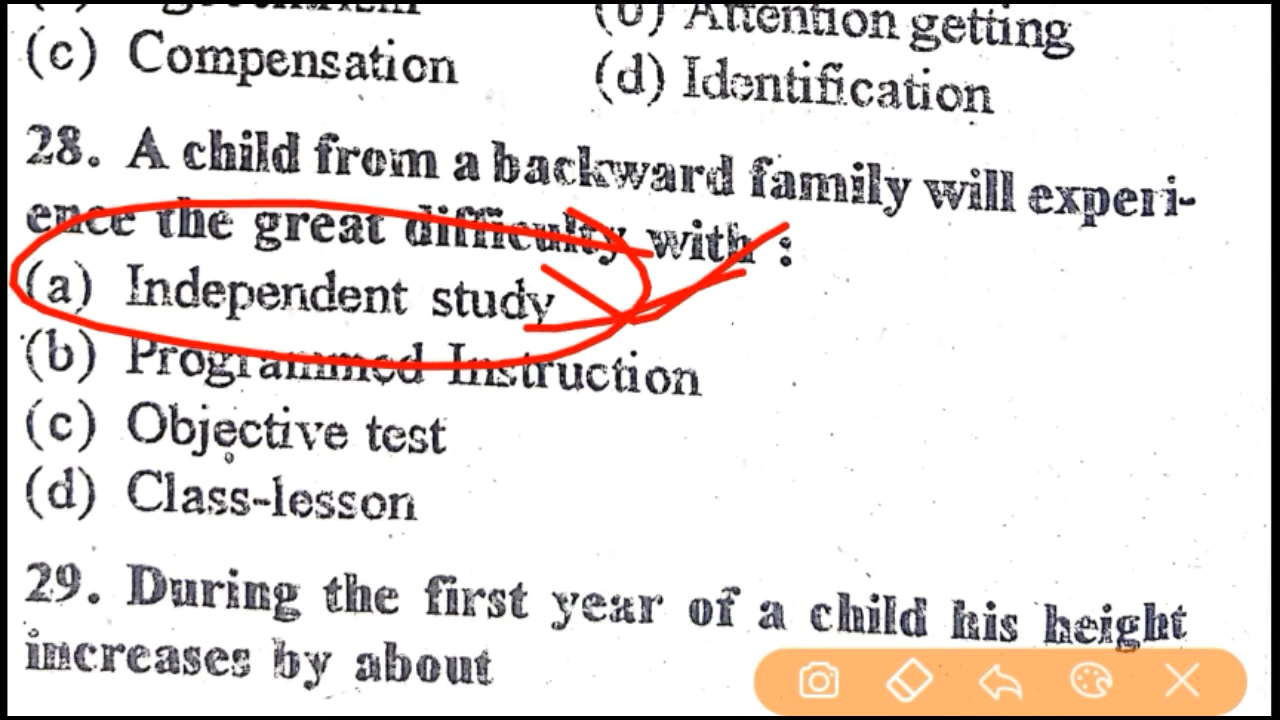 (b) Attention getting
(c) Compensation
(d) Identification
28. A child from a backward family will experi-
ence the great difficulty with :
(a) Independent study
(b) Programmed Instruction
(c) Objective test
(d) Class-lesson
29. During the first year of a child his height
increases by about